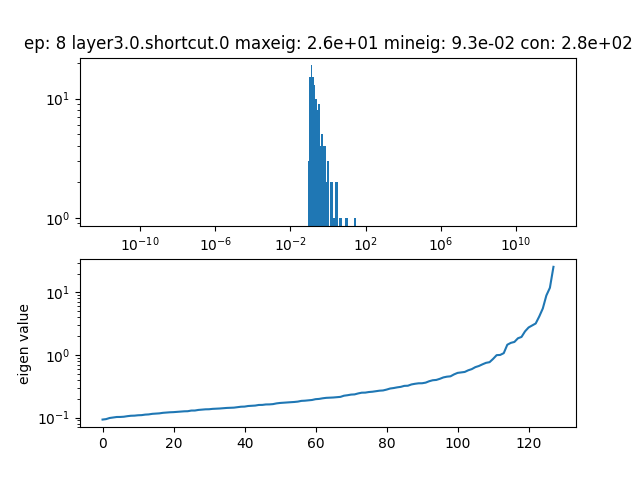 ep: 8 layer3.0.shortcut.0 maxeig: 2.6e+01 mineig: 9.3e-02 con: 2.8e+02
10¹
10⁰
10⁻¹⁰ 10⁻⁶ 10⁻² 10² 10⁶ 10¹⁰
eigen value
10¹
10⁰
10⁻¹
0 20 40 60 80 100 120